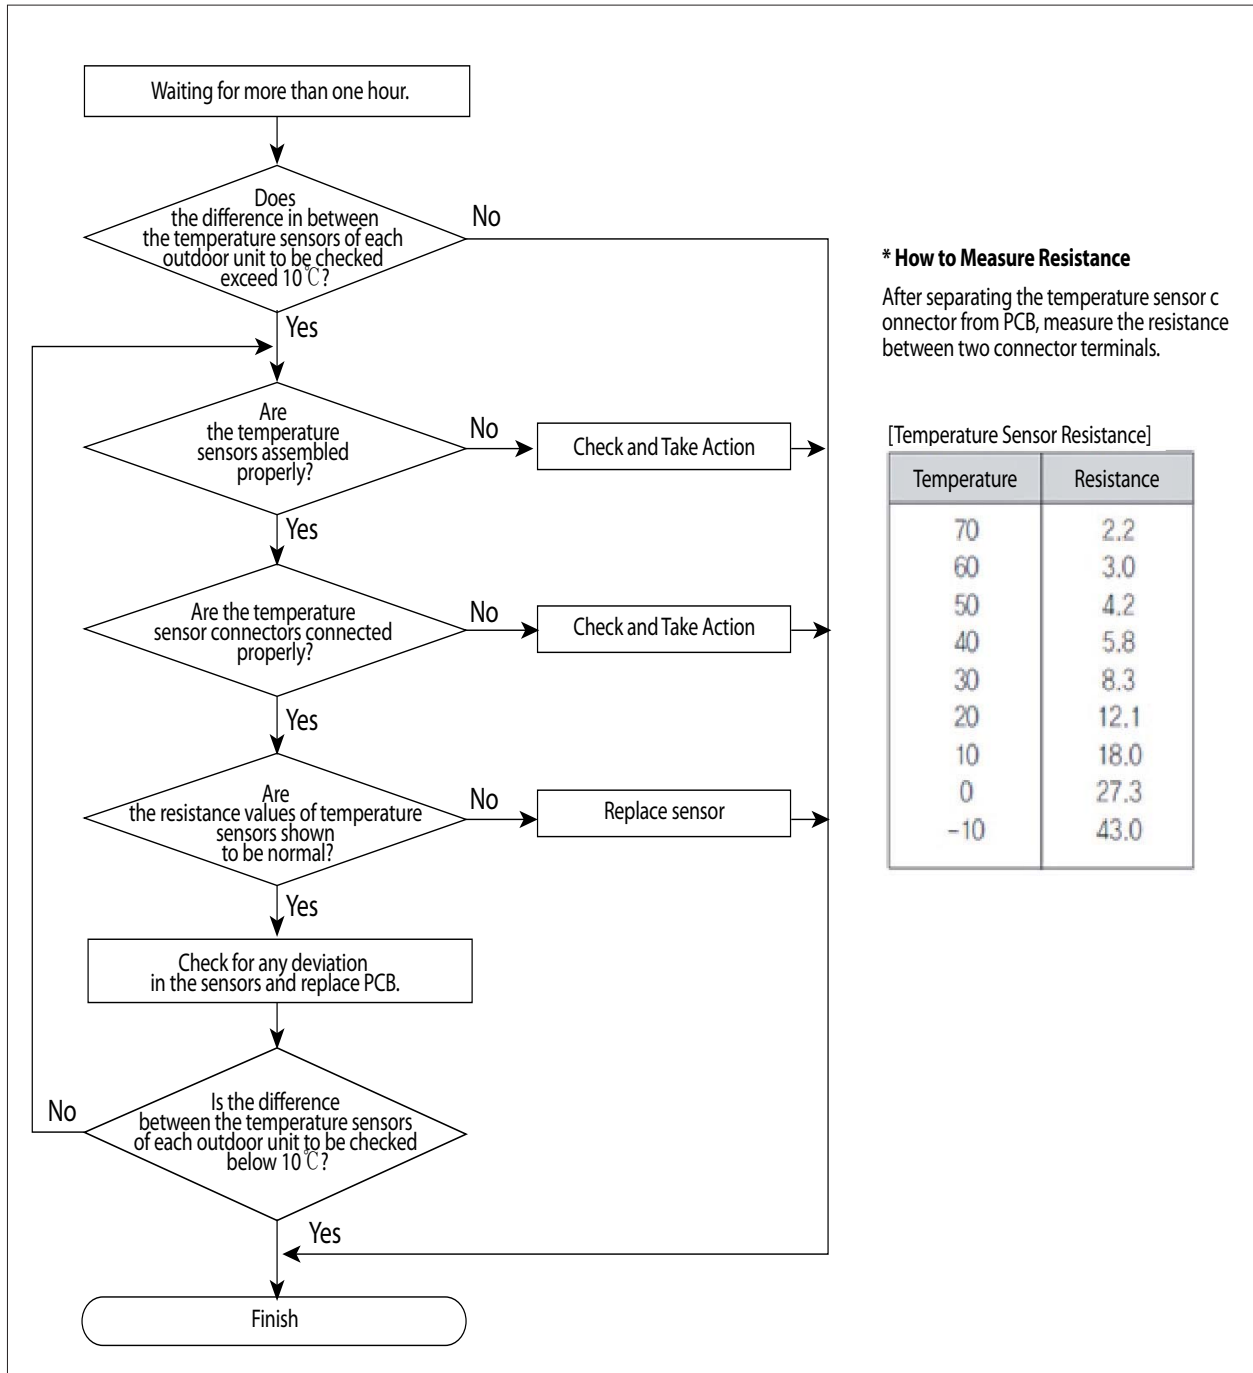 Waiting for more than one hour.
Does
the difference in between
the temperature sensors of each
outdoor unit to be checked
exceed 10℃?
No
Yes
Are
the temperature
sensors assembled
properly?
No
Check and Take Action
Yes
Are the temperature
sensor connectors connected
properly?
No
Check and Take Action
Yes
Are
the resistance values of temperature
sensors shown
to be normal?
No
Replace sensor
Yes
Check for any deviation
in the sensors and replace PCB.
Is the difference
between the temperature sensors
of each outdoor unit to be checked
below 10℃?
No
Yes
Finish
* How to Measure Resistance
After separating the temperature sensor c
onnector from PCB, measure the resistance
between two connector terminals.
[Temperature Sensor Resistance]
Temperature Resistance
70 2.2
60 3.0
50 4.2
40 5.8
30 8.3
20 12.1
10 18.0
0 27.3
-10 43.0